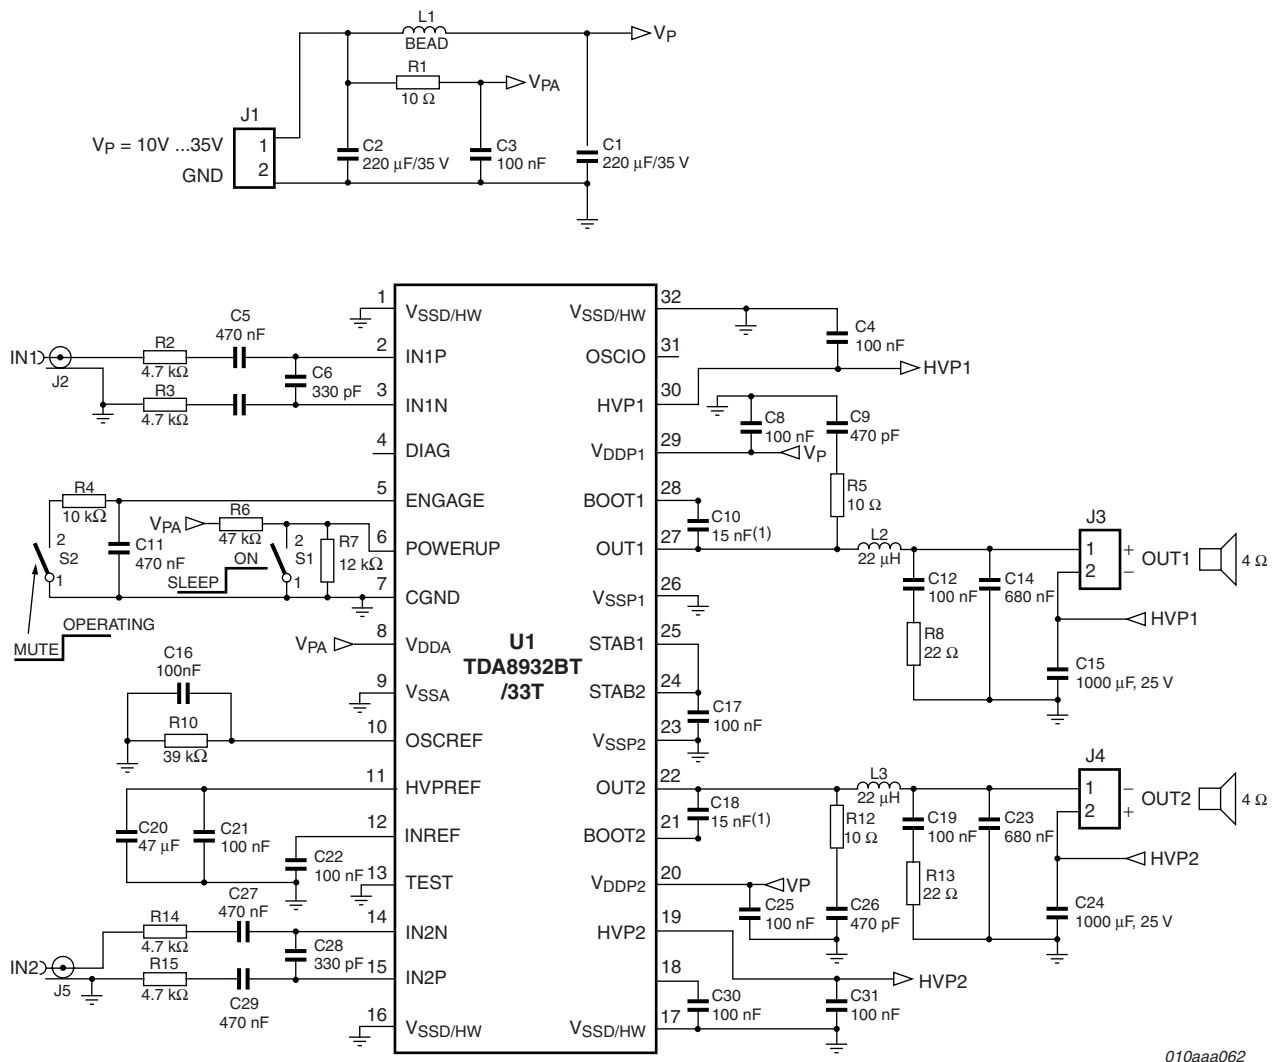 L1
BEAD
VP
R1
10 Ω
VPA
J1
VP = 10V ...35V
1
GND
2
C2
220 μF/35 V
C3
100 nF
C1
220 μF/35 V
U1
TDA8932BT
/33T
1
VSSD/HW
2
IN1P
3
IN1N
4
DIAG
5
ENGAGE
6
POWERUP
7
CGND
8
VDDA
9
VSSA
10
OSCREF
11
HVPREF
12
INREF
13
TEST
14
IN2N
15
IN2P
16
VSSD/HW
VSSD/HW
32
OSCIO
31
HVP1
30
VDDP1
29
BOOT1
28
OUT1
27
VSSP1
26
STAB1
25
STAB2
24
VSSP2
23
OUT2
22
BOOT2
21
VDDP2
20
HVP2
19
18
VSSD/HW
17
IN1
J2
R2
4.7 kΩ
C5
470 nF
R3
4.7 kΩ
C6
330 pF
R4
10 kΩ
2
S2
1
C11
470 nF
VPA
R6
47 kΩ
2
S1
1
R7
12 kΩ
SLEEP
ON
MUTE
OPERATING
VPA
C16
100nF
R10
39 kΩ
C20
47 μF
C21
100 nF
C22
100 nF
C27
470 nF
R14
4.7 kΩ
IN2
J5
R15
4.7 kΩ
C28
330 pF
C29
470 nF
C4
100 nF
HVP1
C8
100 nF
C9
470 pF
VP
R5
10 Ω
C10
15 nF(1)
L2
22 μH
C12
100 nF
C14
680 nF
R8
22 Ω
J3
1
+
2
−
OUT1
4 Ω
HVP1
C15
1000 μF, 25 V
C17
100 nF
C18
15 nF(1)
L3
22 μH
R12
10 Ω
C19
100 nF
C23
680 nF
R13
22 Ω
J4
1
−
2
+
OUT2
4 Ω
HVP2
C24
1000 μF, 25 V
VP
C25
100 nF
C26
470 pF
HVP2
C30
100 nF
C31
100 nF
010aaa062